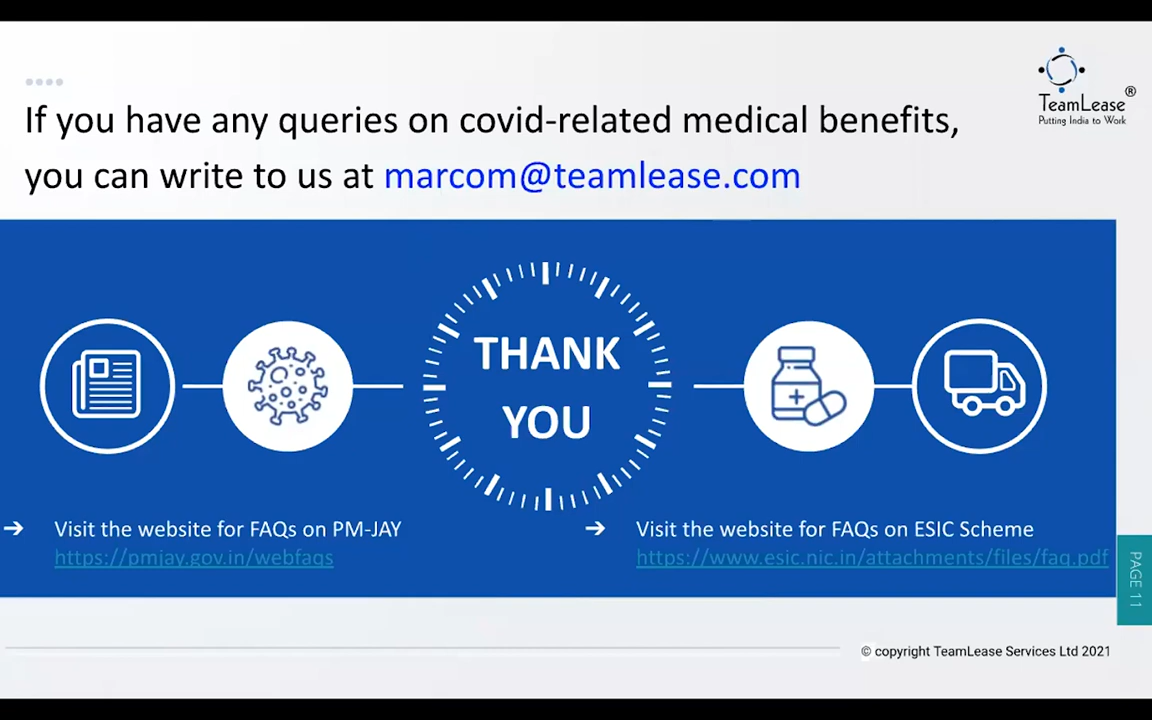 TeamLease®
Putting India to Work
If you have any queries on covid-related medical benefits,
you can write to us at marcom@teamlease.com
THANK
YOU
➔ Visit the website for FAQs on PM-JAY
https://pmjay.gov.in/webfaqs
➔ Visit the website for FAQs on ESIC Scheme
https://www.esic.nic.in/attachments/files/faq.pdf
PAGE 11
© copyright TeamLease Services Ltd 2021